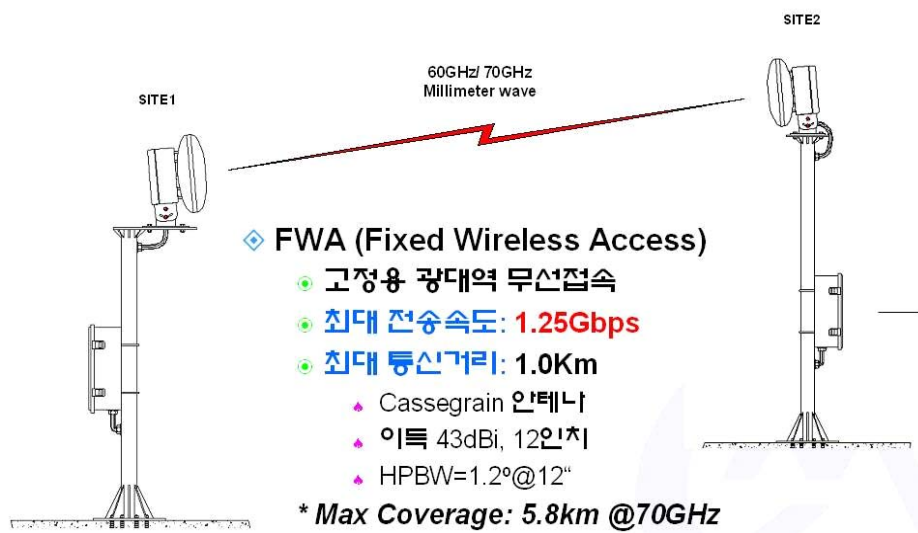 SITE2
60GHz/ 70GHz
Millimeter wave
SITE1
FWA (Fixed Wireless Access)
고정용 광대역 무선접속
최대 전송속도: 1.25Gbps
최대 통신거리: 1.0Km
Cassegrain 안테나
이득 43dBi, 12인치
HPBW=1.2º@12“
* Max Coverage: 5.8km @70GHz